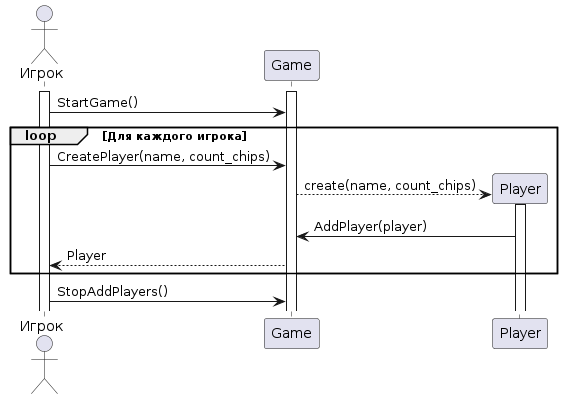 Игрок
Game
StartGame()
loop [Для каждого игрока]
CreatePlayer(name, count_chips)
create(name, count_chips)
Player
AddPlayer(player)
Player
StopAddPlayers()
Игрок
Game
Player